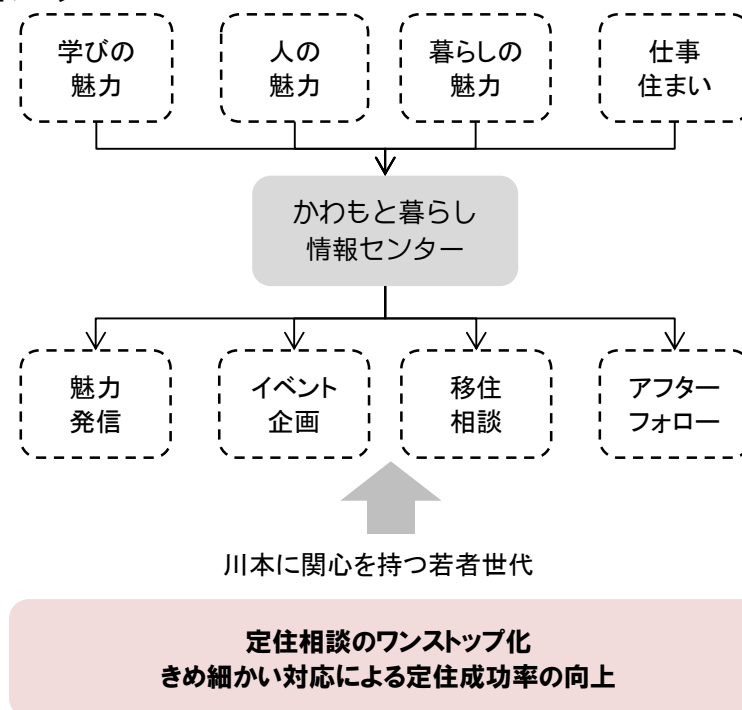 学びの
魅力
人の
魅力
暮らしの
魅力
仕事
住まい
かわもと暮らし
情報センター
魅力
発信
イベント
企画
移住
相談
アフター
フォロー
川本に関心を持つ若者世代
定住相談のワンストップ化
きめ細かい対応による定住成功率の向上